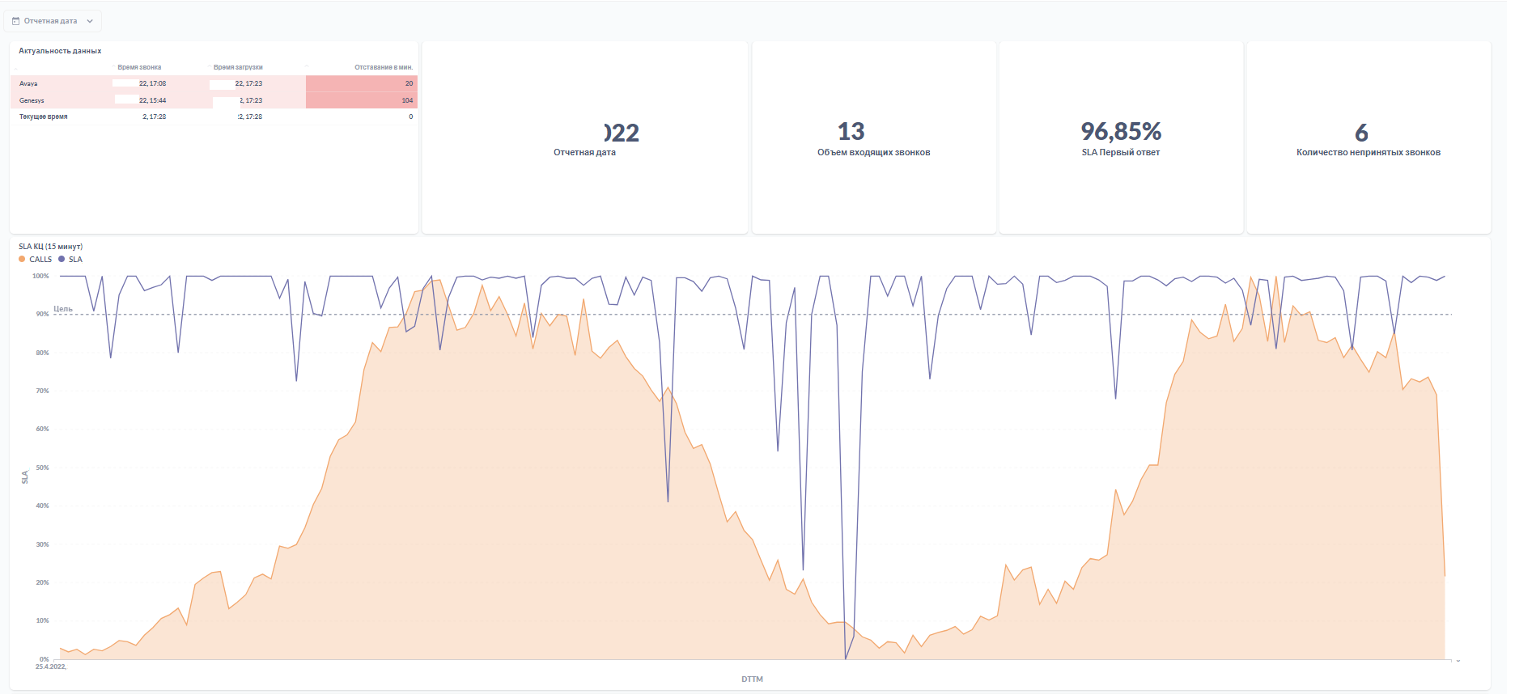 Отчетная дата
Актуальность данных
Время звонка Время загрузки Отставание в мин.
Avaya 22, 17:08 22, 17:23 20
Genesys 22, 15:44 2, 17:23 104
Текущее время 2, 17:28 2, 17:28 0
22
Отчетная дата
13
Объем входящих звонков
96,85%
SLA Первый ответ
6
Количество непринятых звонков
SLA КЦ (15 минут)
CALLS SLA
100%
Цель
90%
80%
70%
60%
50%
40%
30%
20%
10%
0%
SLA
25.4.2022,
DTTM